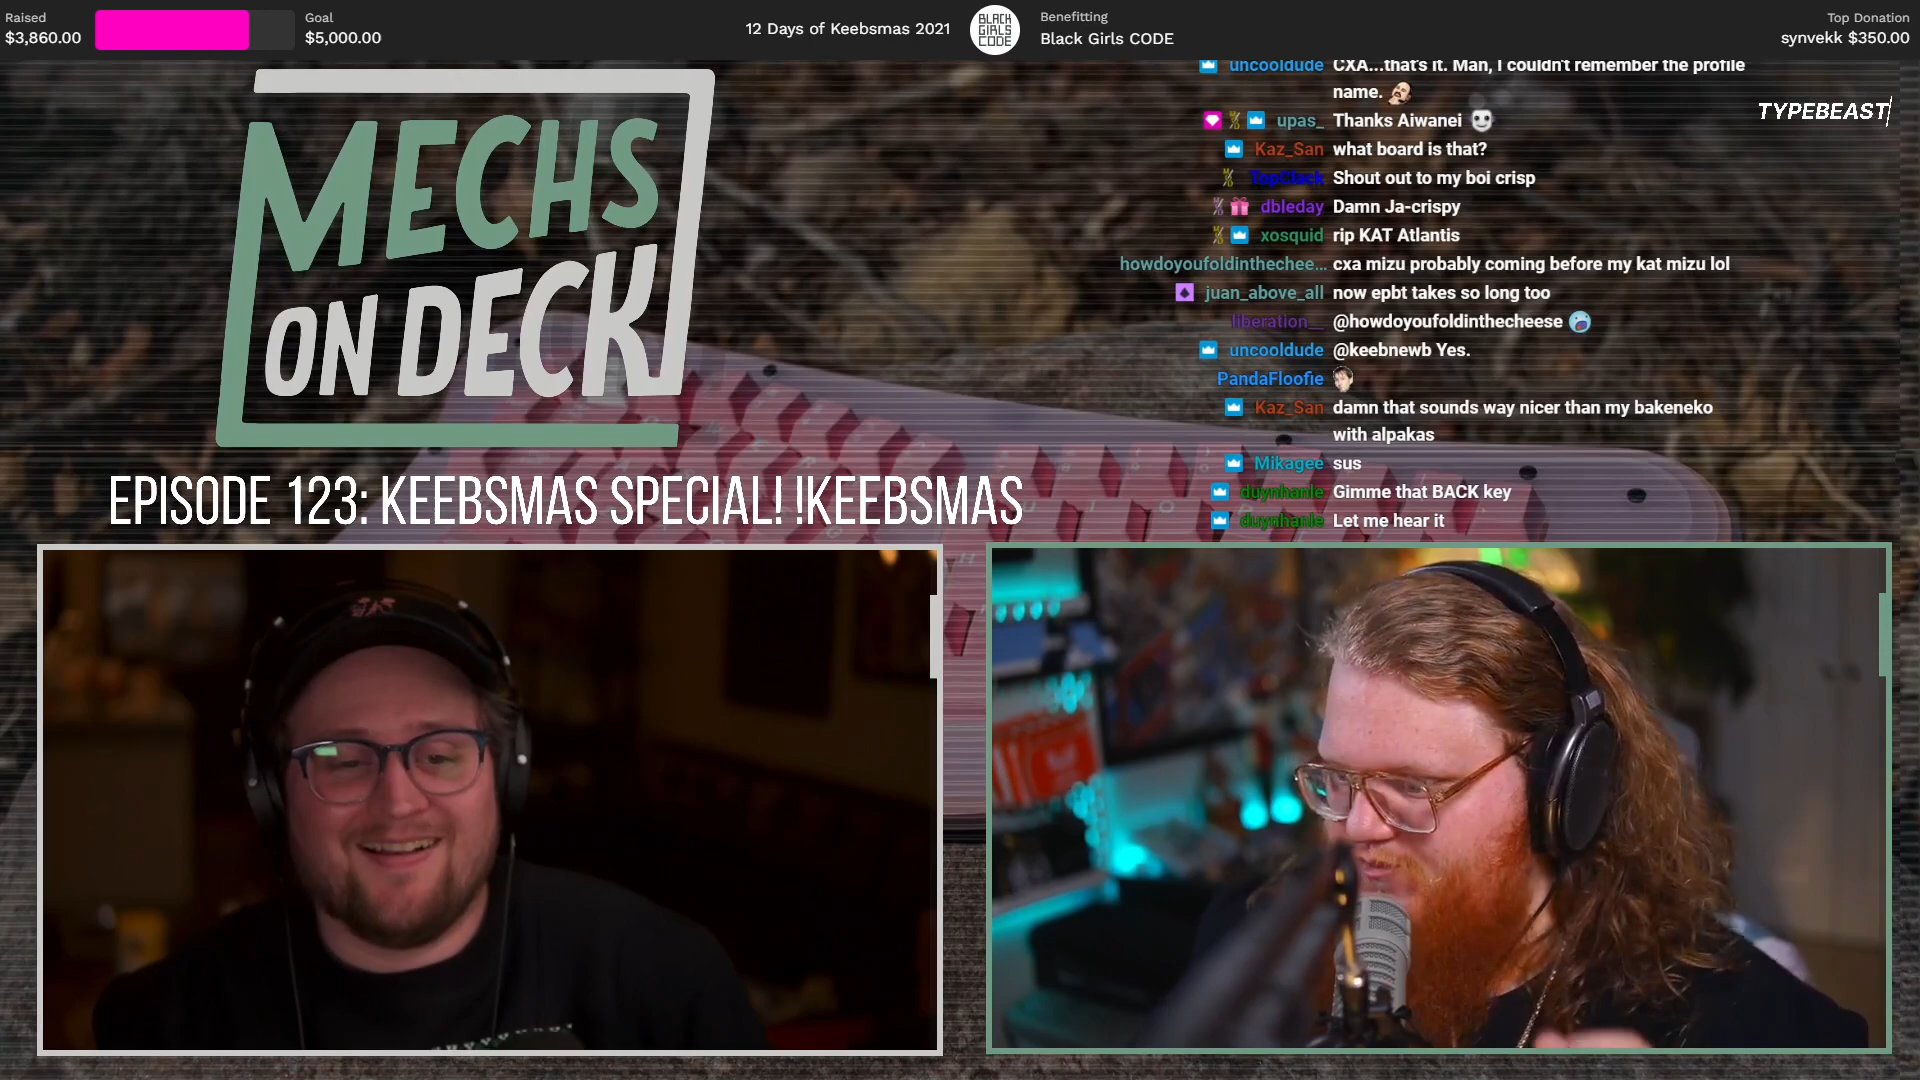 Raised
$3,860.00
Goal
$5,000.00
12 Days of Keebsmas 2021
BLACK
GIRLS
CODE
Benefitting
Black Girls CODE
Top Donation
synvekk $350.00
TYPEBEAST
MECHS
ON DECK
EPISODE 123: KEEBSMAS SPECIAL! !KEEBSMAS
uncooldude CXA...that's it. Man, I couldn't remember the profile
name.
upas_ Thanks Aiwanei
Kaz_San what board is that?
TopClack Shout out to my boi crisp
dbleday Damn Ja-crispy
xosquid rip KAT Atlantis
howdoyoufoldinthechee... cxa mizu probably coming before my kat mizu lol
juan_above_all now epbt takes so long too
liberation__ @howdoyoufoldinthecheese
uncooldude @keebnewb Yes.
PandaFloofie
Kaz_San damn that sounds way nicer than my bakeneko
with alpakas
Mikagee sus
duynhanle Gimme that BACK key
duynhanle Let me hear it